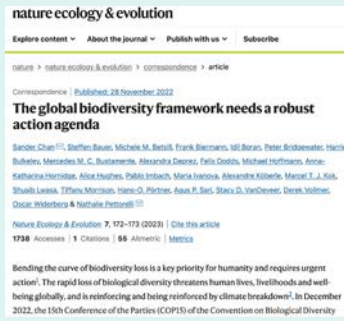 nature ecology & evolution
Explore content About the journal Publish with us Subscribe
nature > nature ecology & evolution > correspondence > article
Correspondence | Published: 28 November 2022
The global biodiversity framework needs a robust
action agenda
Sander Chan, Steffen Bauer, Michele M. Betsill, Frank Biermann, Idil Boran, Peter Bridgewater, Harriet
Bulkeley, Mercedes M. C. Bustamente, Alexandra Deprez, Felix Dodds, Michael Hoffmann, Anna-
Katharina Hornidge, Alice Hughes, Pablo Imbach, Maria Ivanova, Alexandre Köberle, Marcel T. J. Kok,
Shuaib Lwasa, Tiffany Morrison, Hans-O. Pörtner, Agus P. Sari, Stacy D. VanDeveer, Derek Vollmer,
Oscar Widerberg & Nathalie Pettorelli
Nature Ecology & Evolution 7, 172–173 (2023) | Cite this article
1738 Accesses | 1 Citations | 55 Altmetric | Metrics
Bending the curve of biodiversity loss is a key priority for humanity and requires urgent
action1. The rapid loss of biological diversity threatens human lives, livelihoods and well-
being globally, and is reinforcing and being reinforced by climate breakdown2. In December
2022, the 15th Conference of the Parties (COP15) of the Convention on Biological Diversity